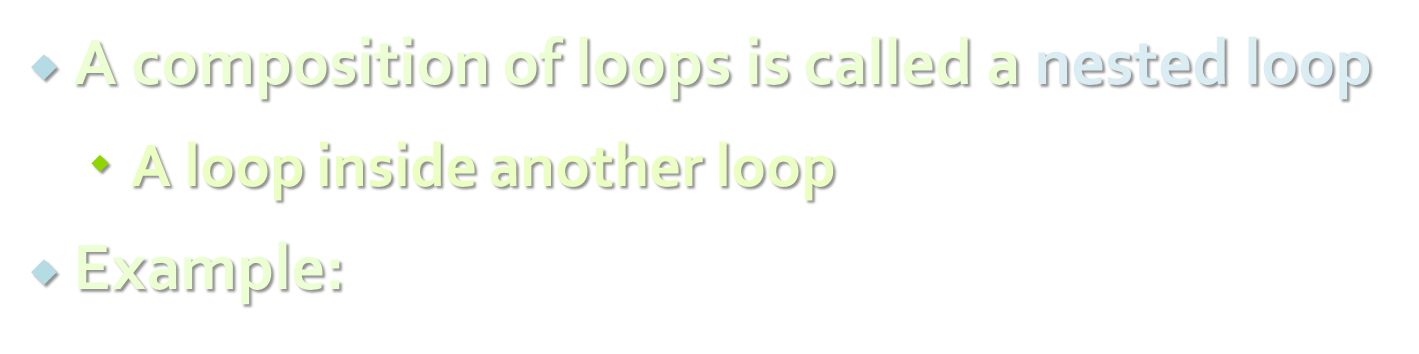 A composition of loops is called a nested loop
A loop inside another loop
Example: